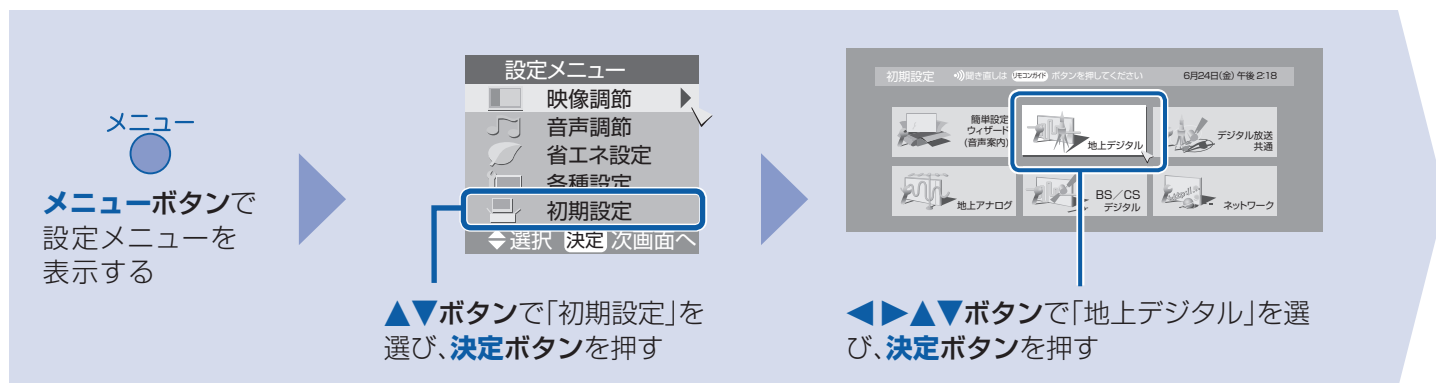 メニュー
メニューボタンで
設定メニューを
表示する
設定メニュー
映像調節
音声調節
省エネ設定
各種設定
初期設定
選択 決定 次画面へ
▲▼ボタンで「初期設定」を
選び、決定ボタンを押す
初期設定 聞き直しは リモコンガイド ボタンを押してください 6月24日(金) 午後 2:18
簡単設定
ウィザード
(音声案内)
地上デジタル
デジタル放送
共通
地上アナログ
BS/CS
デジタル
ネットワーク
◀▶▲▼ボタンで「地上デジタル」を選
び、決定ボタンを押す